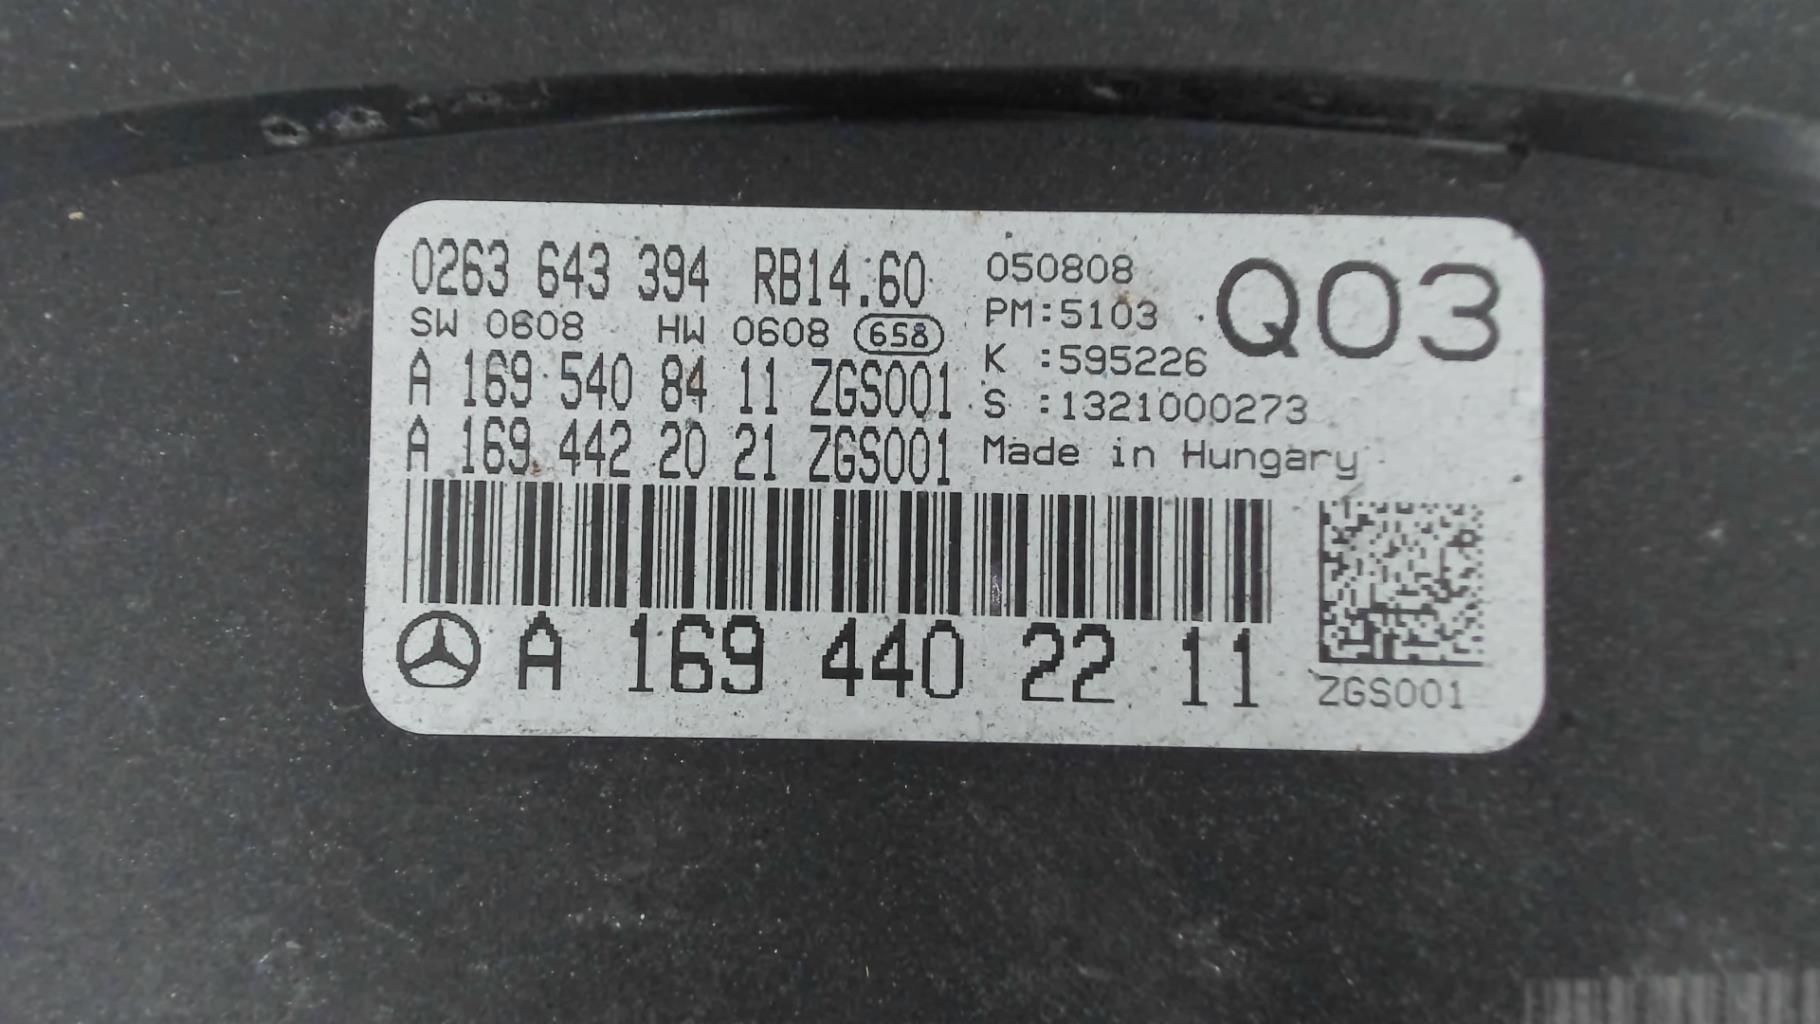 0263 643 394 RB14.60
SW 0608 HW 0608 658
A 169 540 84 11 ZGS001
A 169 442 20 21 ZGS001
050808
PM:5103
K :595226
S :1321000273
Made in Hungary
Q03
A 169 440 22 11
ZGS001